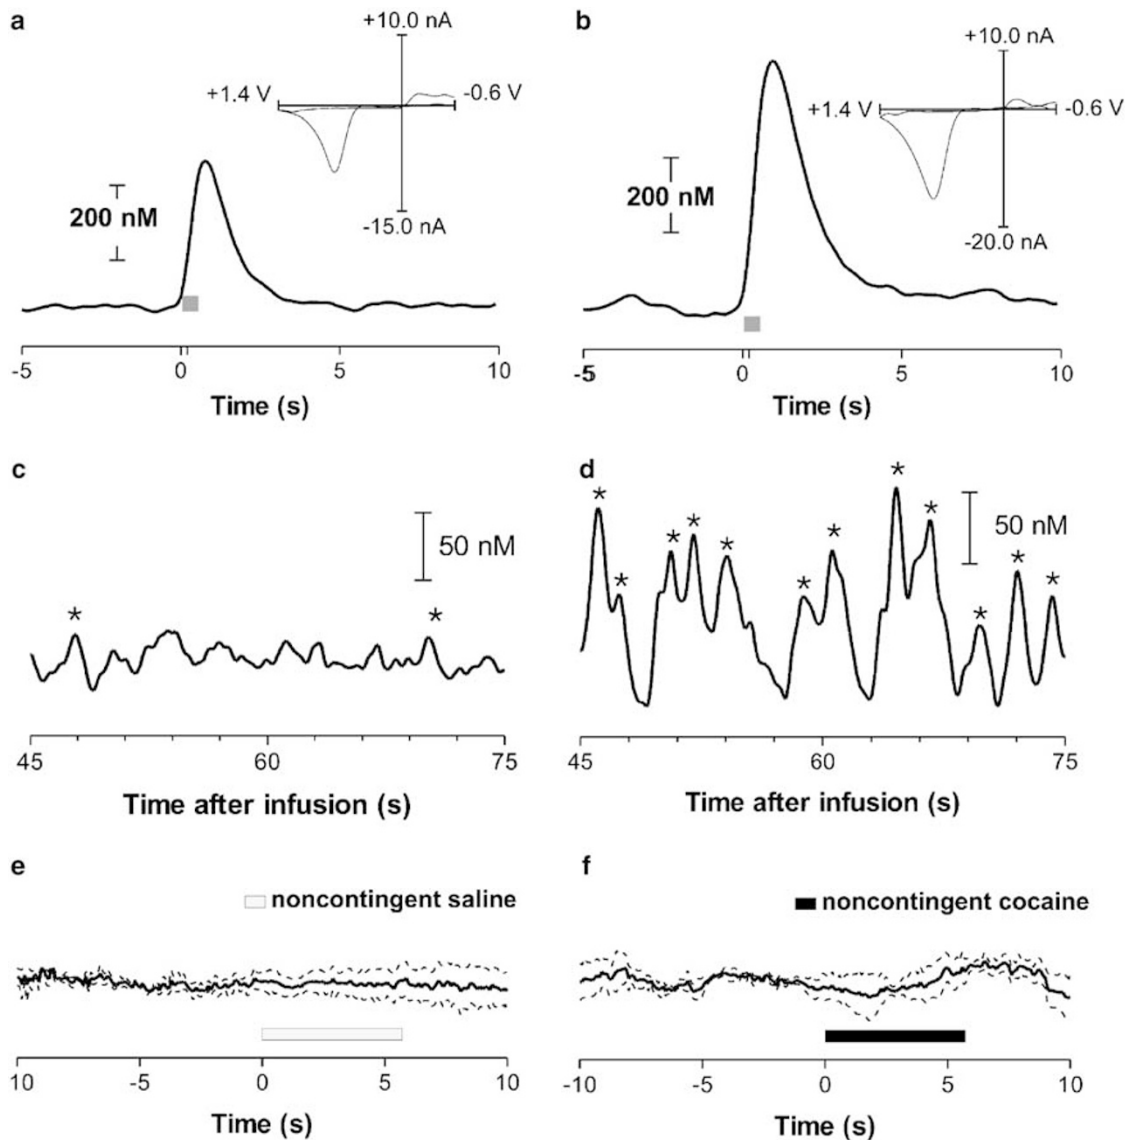 a
+10.0 nA
+1.4 V
-0.6 V
200 nM
-15.0 nA
-5 0 5 10
Time (s)
b
+10.0 nA
+1.4 V
-0.6 V
200 nM
-20.0 nA
-5 0 5 10
Time (s)
c
50 nM
* *
45 60 75
Time after infusion (s)
d
* * * * * * * * * * * *
50 nM
45 60 75
Time after infusion (s)
e
noncontingent saline
10 -5 0 5 10
Time (s)
f
noncontingent cocaine
-10 -5 0 5 10
Time (s)